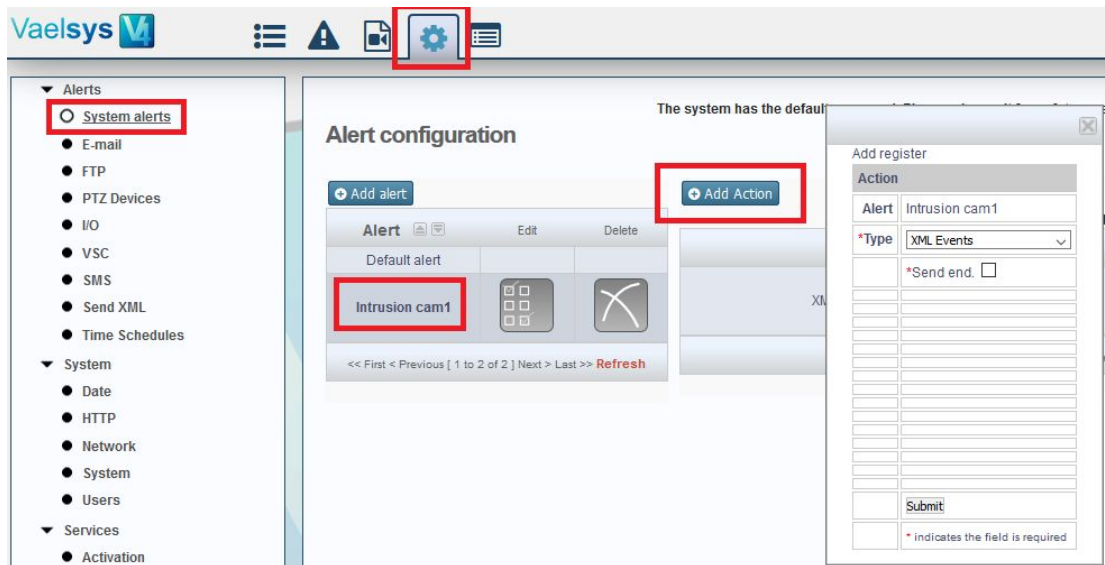 Vaelsys V4
Alerts
System alerts
E-mail
FTP
PTZ Devices
I/O
VSC
SMS
Send XML
Time Schedules
System
Date
HTTP
Network
System
Users
Services
Activation
The system has the default
Alert configuration
Add alert
Alert Edit Delete
Default alert
Intrusion cam1
<< First < Previous [ 1 to 2 of 2 ] Next > Last >> Refresh
Add Action
Add register
Action
Alert Intrusion cam1
*Type XML Events
*Send end.
Submit
* indicates the field is required